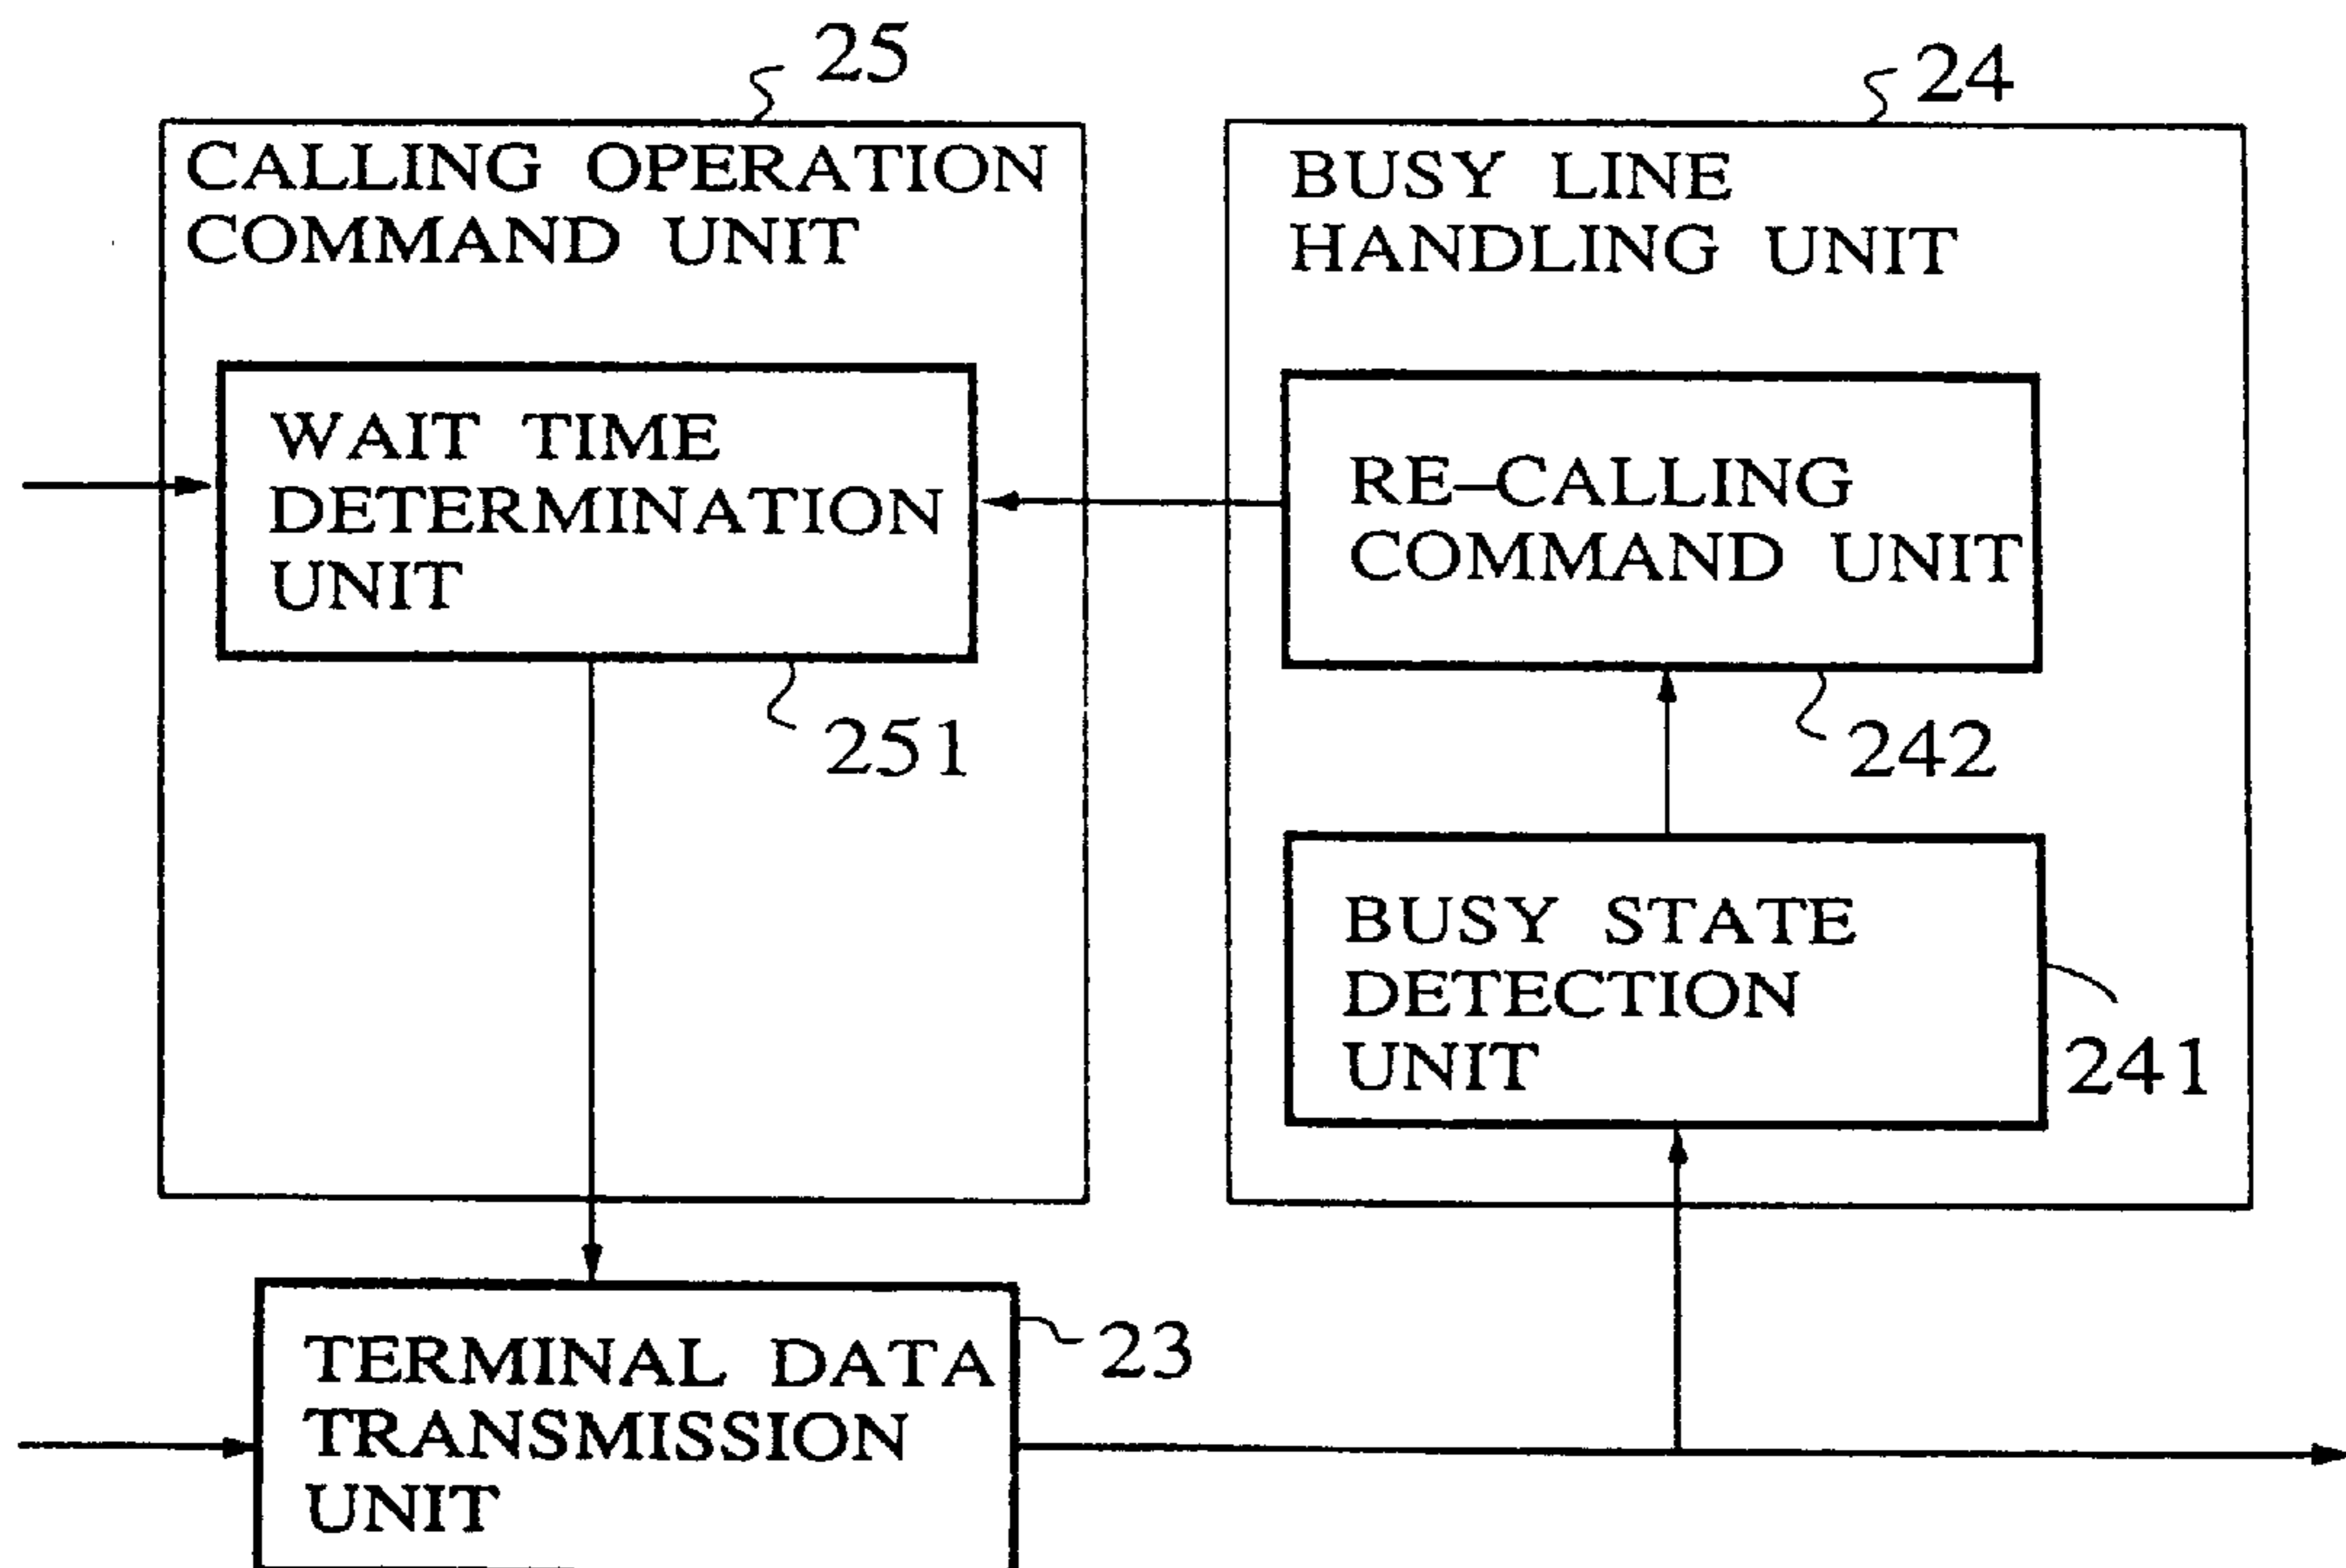 25
CALLING OPERATION
COMMAND UNIT
WAIT TIME
DETERMINATION
UNIT
251
24
BUSY LINE
HANDLING UNIT
RE-CALLING
COMMAND UNIT
242
BUSY STATE
DETECTION
UNIT
241
TERMINAL DATA
TRANSMISSION
UNIT
23